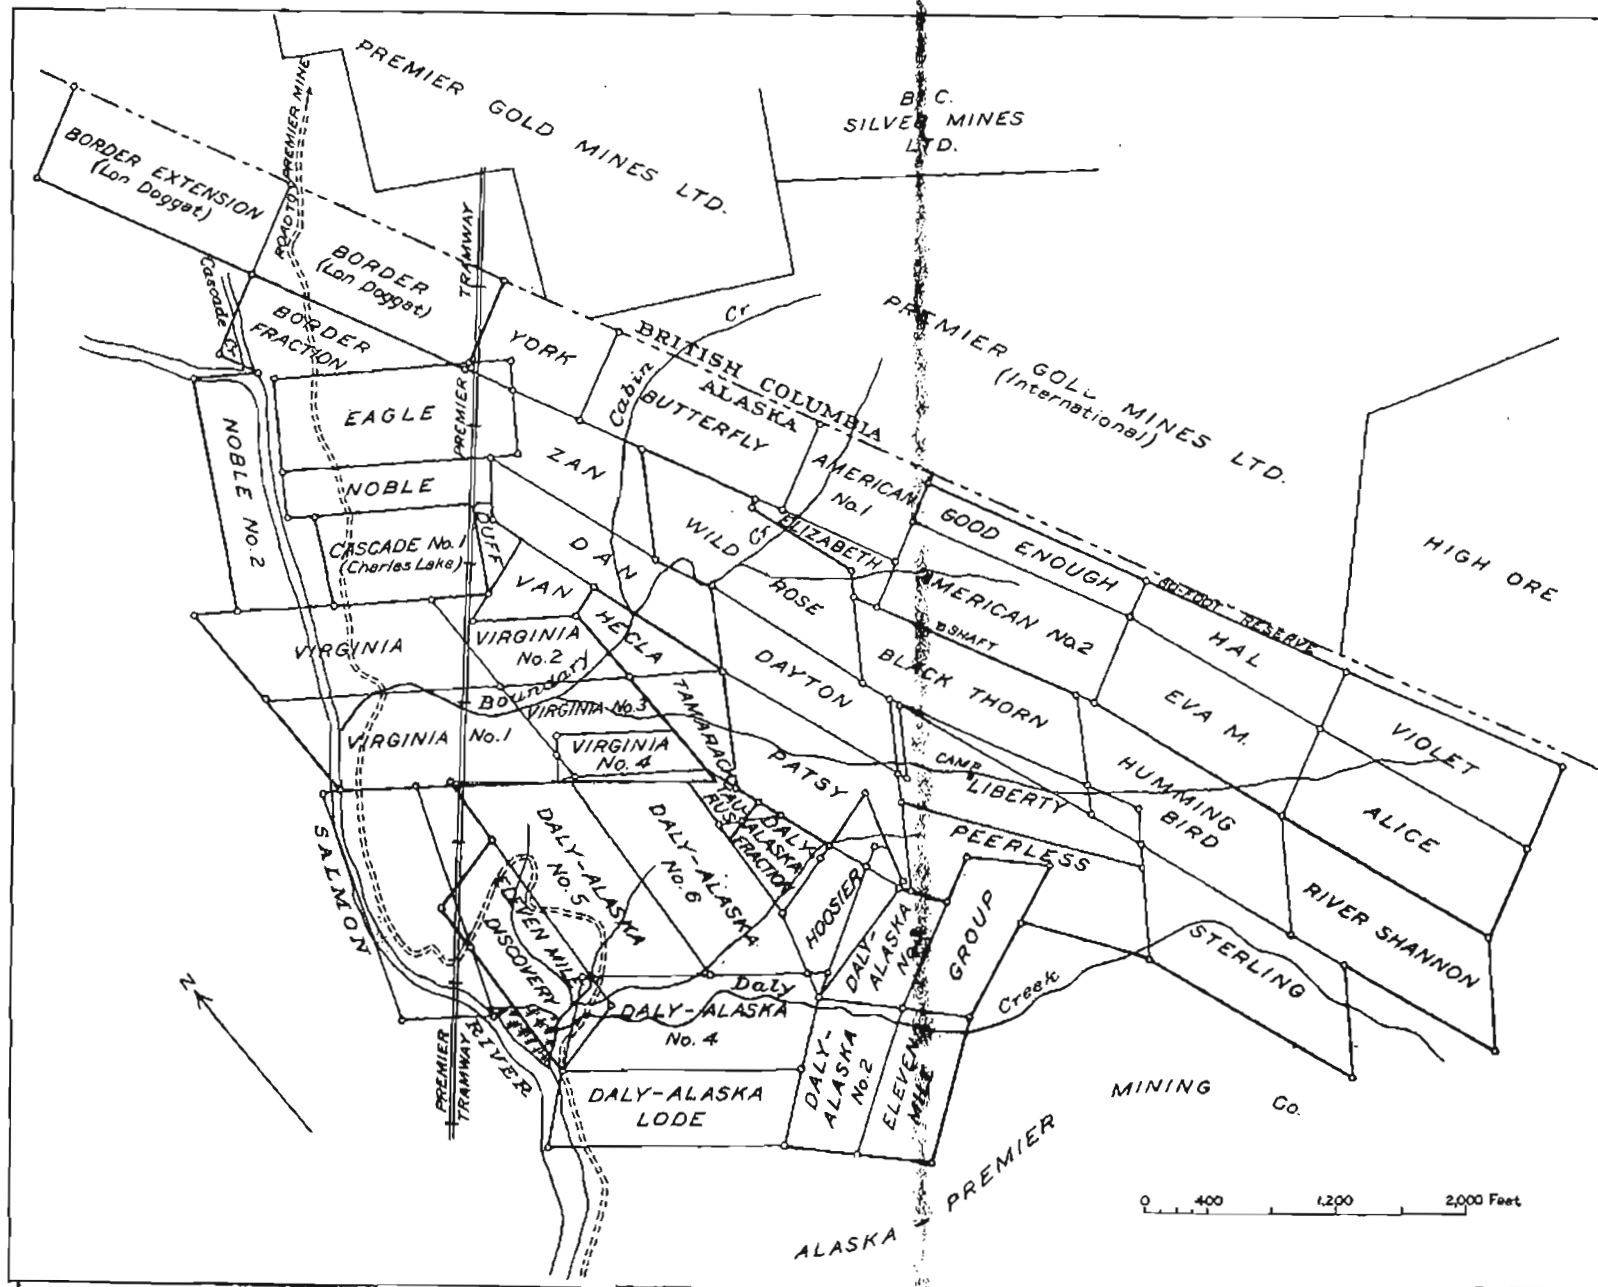 PREMIER GOLD MINES LTD.
B. C.
SILVER MINES
LTD.
BORDER EXTENSION
(Lon Dogget)
ROAD TO PREMIER MINE
TRAMWAY
BORDER
(Lon Dogget)
Cascade
Cr
BORDER
FRACTION
YORK
Cabin
Cr
BRITISH COLUMBIA
ALASKA
PREMIER GOLD MINES LTD.
(International)
HIGH ORE
EAGLE
PREMIER
NOBLE No. 2
NOBLE
ZAN
BUTTERFLY
AMERICAN
No. 1
GOOD ENOUGH
60-FOOT RESERVE
HAL
VIOLET
CASCADE No. 1
(Charles Lake)
DUFF
DAN
WILD
ROSE
ELIZABETH
Cr
AMERICAN No. 2
SHAFT
EVA M.
ALICE
VIRGINIA
VAN
VIRGINIA
No. 2
HECLA
DAYTON
BLACK THORN
HUMMING
BIRD
Boundary
VIRGINIA No. 3
TAMARACK
VIRGINIA No. 1
VIRGINIA
No. 4
PATSY
CAMP
LIBERTY
PEERLESS
RIVER SHANNON
SALMON
RIVER
DALY-ALASKA
No. 5
DALY-ALASKA
No. 6
TAU-
RUS
DALY
ALASKA
FRACTION
HOOSIER
DALY-
ALASKA
GROUP
STERLING
ELEVEN MILE
DISCOVERY
Daly
Creek
DALY-ALASKA
No. 4
DALY-ALASKA
LODE
DALY-
ALASKA
No. 2
ELEVEN
MILE
PREMIER
TRAMWAY
N
ALASKA PREMIER MINING Co.
0 400 1,200 2,000 Feet